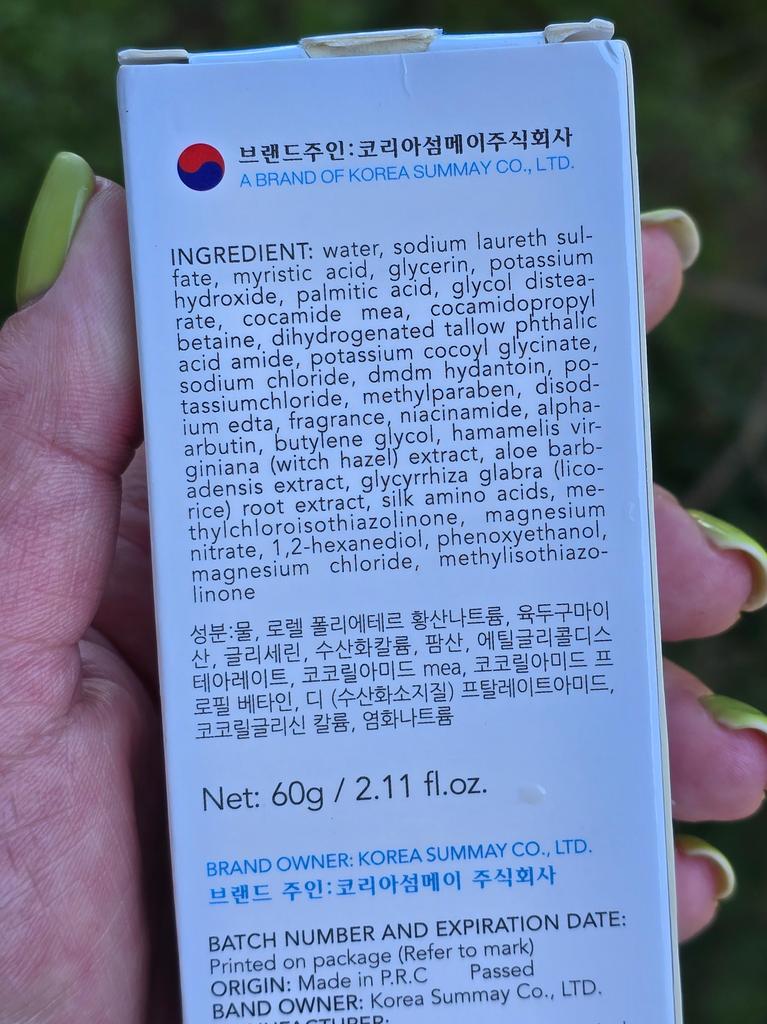 브랜드주인:코리아섬메이주식회사
A BRAND OF KOREA SUMMAY CO., LTD.
INGREDIENT: water, sodium laureth sul-
fate, myristic acid, glycerin, potassium
hydroxide, palmitic acid, glycol distea-
rate, cocamide mea, cocamidopropyl
betaine, dihydrogenated tallow phthalic
acid amide, potassium cocoyl glycinate,
sodium chloride, dmdm hydantoin, po-
tassiumchloride, methylparaben, disod-
ium edta, fragrance, niacinamide, alpha-
arbutin, butylene glycol, hamamelis vir-
giniana (witch hazel) extract, aloe barb-
adensis extract, glycyrrhiza glabra (lico-
rice) root extract, silk amino acids, me-
thylchloroisothiazolinone, magnesium
nitrate, 1,2-hexanediol, phenoxyethanol,
magnesium chloride, methylisothiazo-
linone
성분:물, 로렐 폴리에테르 황산나트륨, 육두구마이
산, 글리세린, 수산화칼륨, 팜산, 에틸글리콜디스
테아레이트, 코코릴아미드 mea, 코코릴아미드 프
로필 베타인, 디 (수산화소지질) 프탈레이트아미드,
코코릴글리신 칼륨, 염화나트륨
Net: 60g / 2.11 fl.oz.
BRAND OWNER: KOREA SUMMAY CO., LTD.
브랜드 주인:코리아섬메이 주식회사
BATCH NUMBER AND EXPIRATION DATE:
Printed on package (Refer to mark)
ORIGIN: Made in P.R.C Passed
BAND OWNER: Korea Summay Co., LTD.